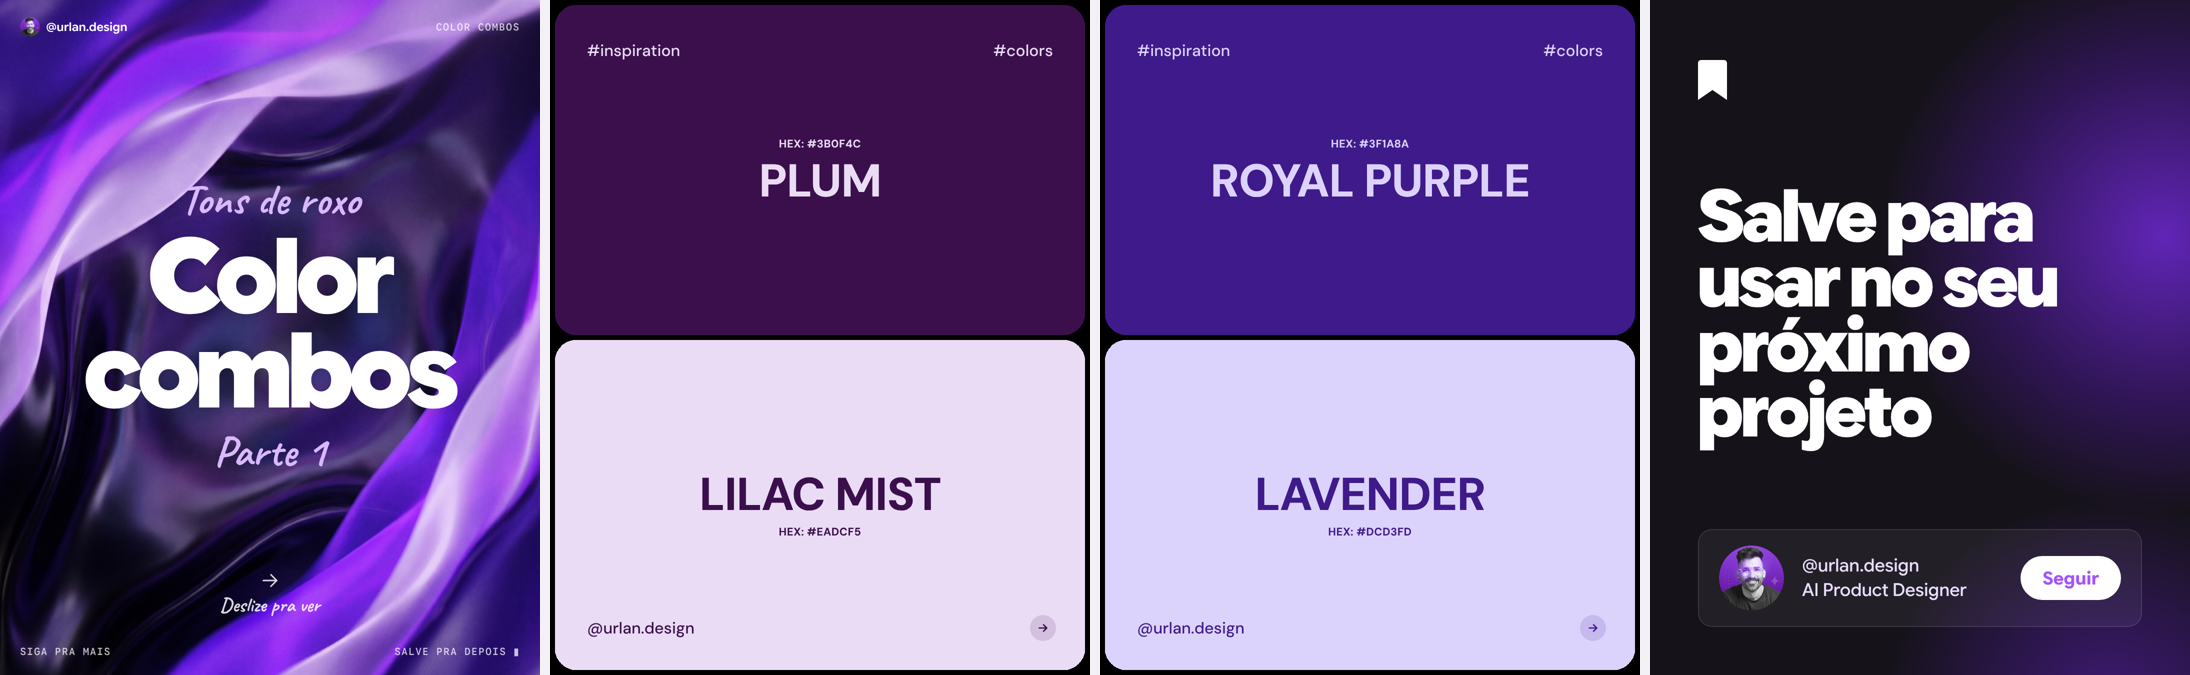 @urlan.design
COLOR COMBOS
Tons de roxo
Color
combos
Parte 1
→
Deslize pra ver
SIGA PRA MAIS
SALVE PRA DEPOIS
#inspiration
#colors
HEX: #3B0F4C
PLUM
LILAC MIST
HEX: #EADCF5
@urlan.design
→
#inspiration
#colors
HEX: #3F1A8A
ROYAL PURPLE
LAVENDER
HEX: #DCD3FD
@urlan.design
→
Salve para
usar no seu
próximo
projeto
@urlan.design
AI Product Designer
Seguir